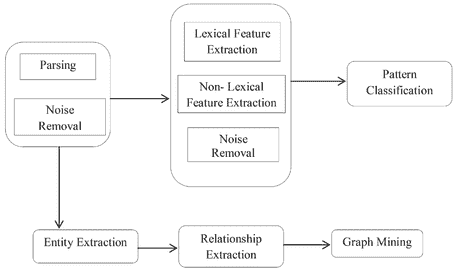 Parsing
Noise
Removal
Lexical Feature
Extraction
Non- Lexical
Feature Extraction
Noise
Removal
Pattern
Classification
Entity Extraction
Relationship
Extraction
Graph Mining